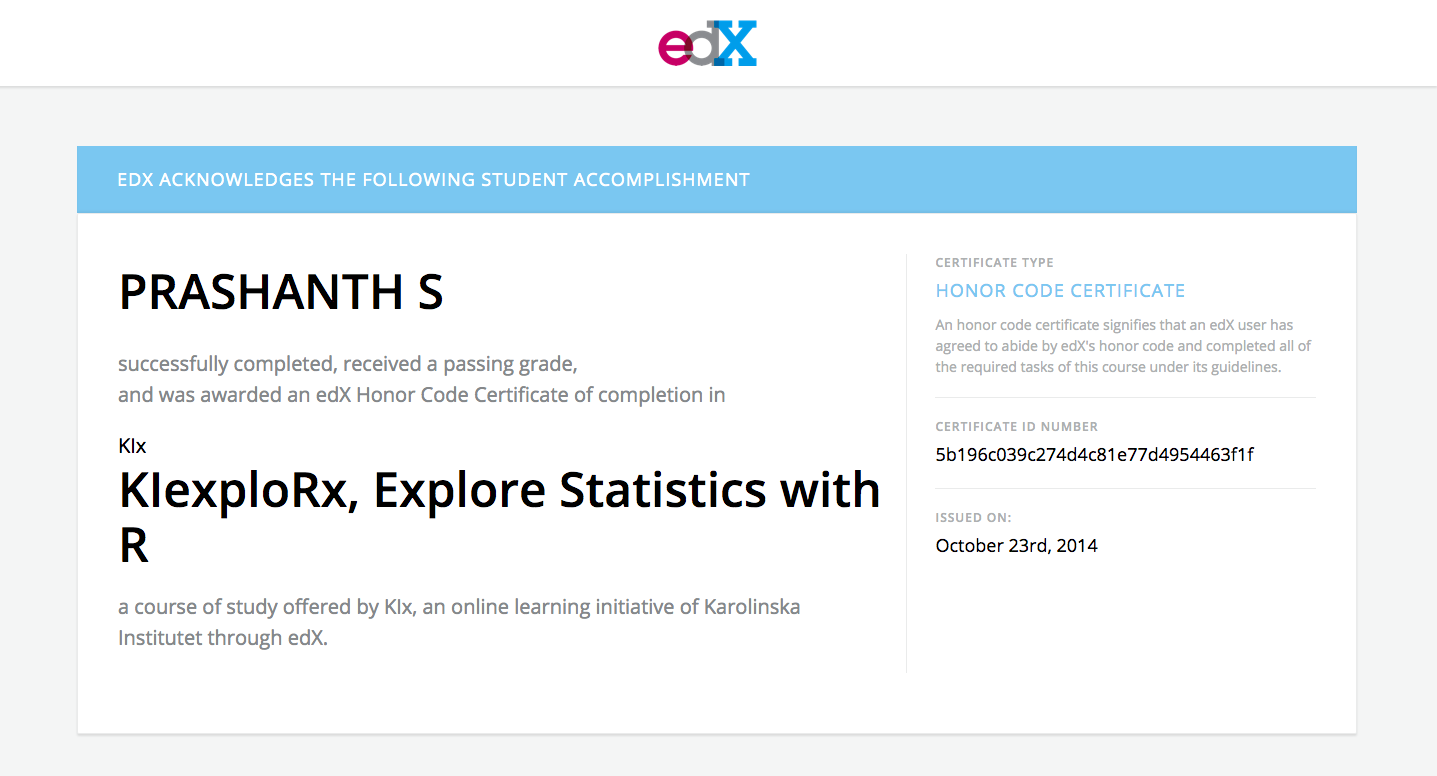 edX
EDX ACKNOWLEDGES THE FOLLOWING STUDENT ACCOMPLISHMENT
PRASHANTH S
successfully completed, received a passing grade,
and was awarded an edX Honor Code Certificate of completion in
KIx
KIexploRx, Explore Statistics with
R
a course of study offered by KIx, an online learning initiative of Karolinska
Institutet through edX.
CERTIFICATE TYPE
HONOR CODE CERTIFICATE
An honor code certificate signifies that an edX user has
agreed to abide by edX's honor code and completed all of
the required tasks of this course under its guidelines.
CERTIFICATE ID NUMBER
5b196c039c274d4c81e77d4954463f1f
ISSUED ON:
October 23rd, 2014